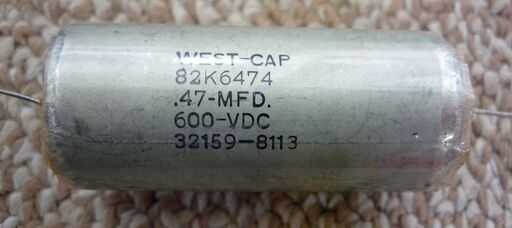 WEST-CAP
82K6474
.47-MFD.
600-VDC
32159-8113